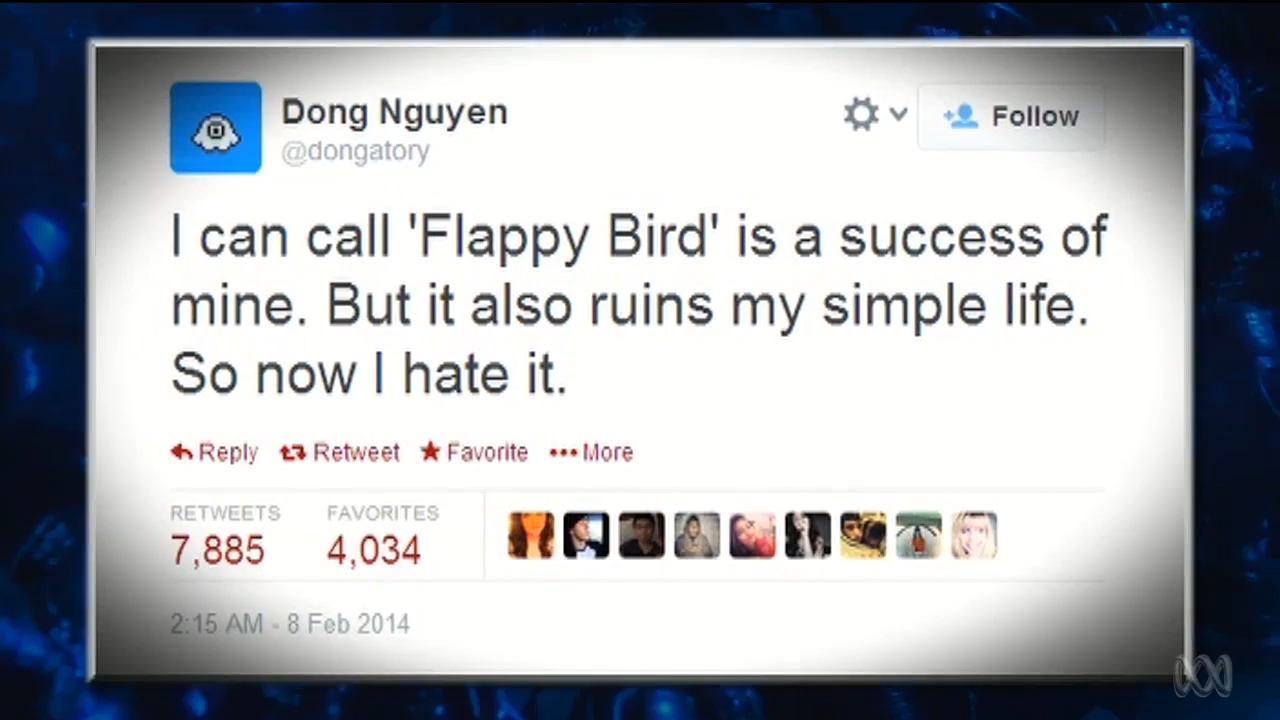 Dong Nguyen
@dongatory
Follow
I can call 'Flappy Bird' is a success of
mine. But it also ruins my simple life.
So now I hate it.
Reply Retweet Favorite More
RETWEETS FAVORITES
7,885 4,034
2:15 AM - 8 Feb 2014